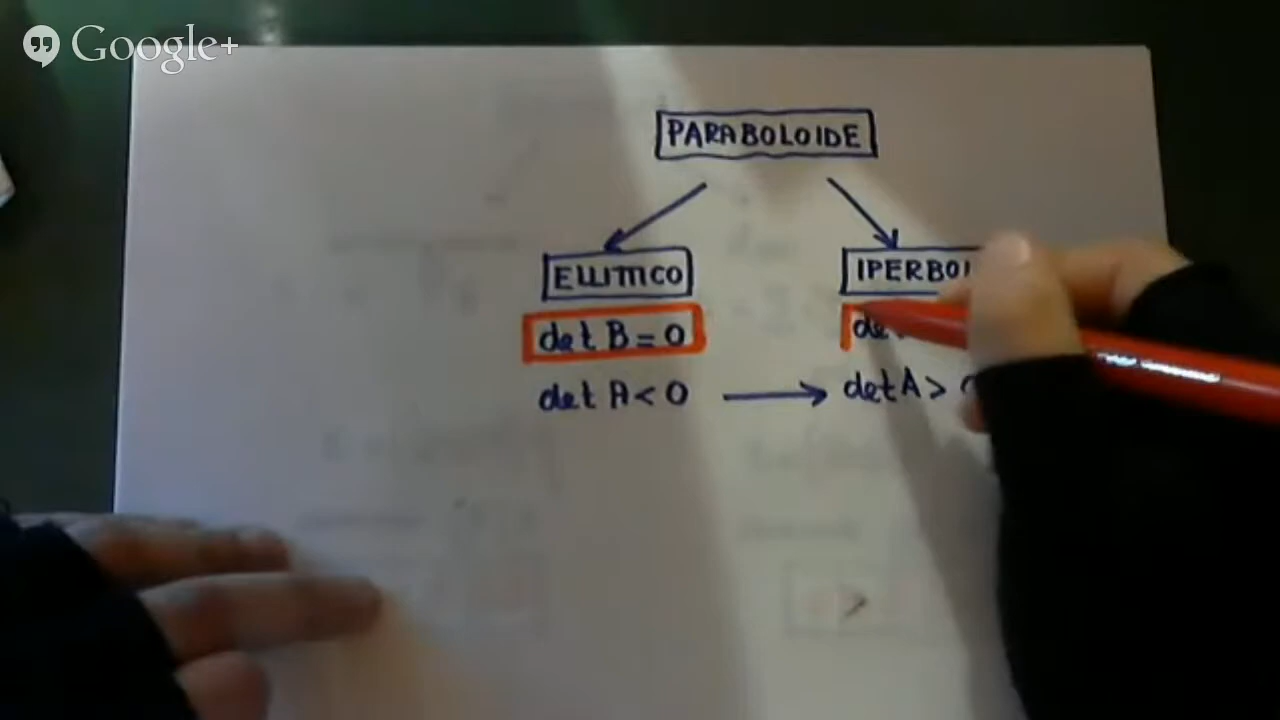 Google+
PARABOLOIDE
ELLITTICO
det B = 0
det A < 0
det A >